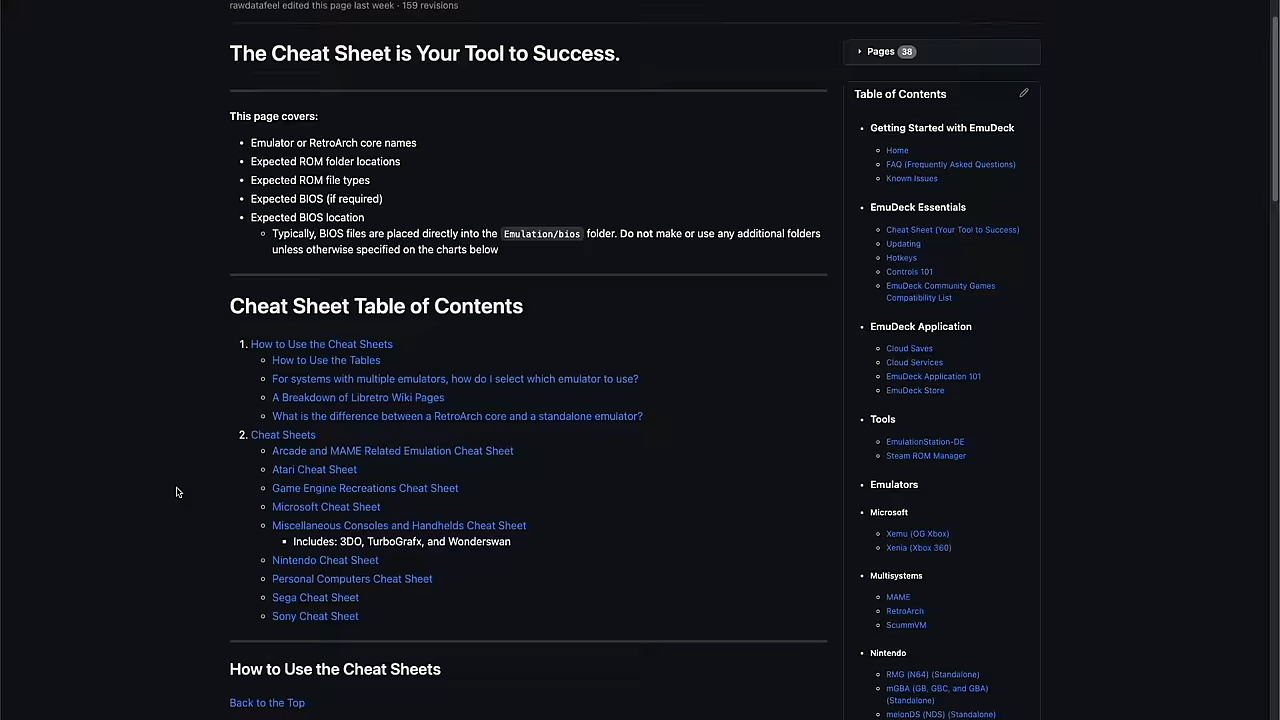 rawdatafeel edited this page last week · 159 revisions
The Cheat Sheet is Your Tool to Success.
This page covers:
Emulator or RetroArch core names
Expected ROM folder locations
Expected ROM file types
Expected BIOS (if required)
Expected BIOS location
Typically, BIOS files are placed directly into the Emulation/bios folder. Do not make or use any additional folders
unless otherwise specified on the charts below
Cheat Sheet Table of Contents
1. How to Use the Cheat Sheets
How to Use the Tables
For systems with multiple emulators, how do I select which emulator to use?
A Breakdown of Libretro Wiki Pages
What is the difference between a RetroArch core and a standalone emulator?
2. Cheat Sheets
Arcade and MAME Related Emulation Cheat Sheet
Atari Cheat Sheet
Game Engine Recreations Cheat Sheet
Microsoft Cheat Sheet
Miscellaneous Consoles and Handhelds Cheat Sheet
Includes: 3DO, TurboGrafx, and Wonderswan
Nintendo Cheat Sheet
Personal Computers Cheat Sheet
Sega Cheat Sheet
Sony Cheat Sheet
How to Use the Cheat Sheets
Back to the Top
Pages 38
Table of Contents
Getting Started with EmuDeck
Home
FAQ (Frequently Asked Questions)
Known Issues
EmuDeck Essentials
Cheat Sheet (Your Tool to Success)
Updating
Hotkeys
Controls 101
EmuDeck Community Games
Compatibility List
EmuDeck Application
Cloud Saves
Cloud Services
EmuDeck Application 101
EmuDeck Store
Tools
EmulationStation-DE
Steam ROM Manager
Emulators
Microsoft
Xemu (OG Xbox)
Xenia (Xbox 360)
Multisystems
MAME
RetroArch
ScummVM
Nintendo
RMG (N64) (Standalone)
mGBA (GB, GBC, and GBA)
(Standalone)
melonDS (NDS) (Standalone)